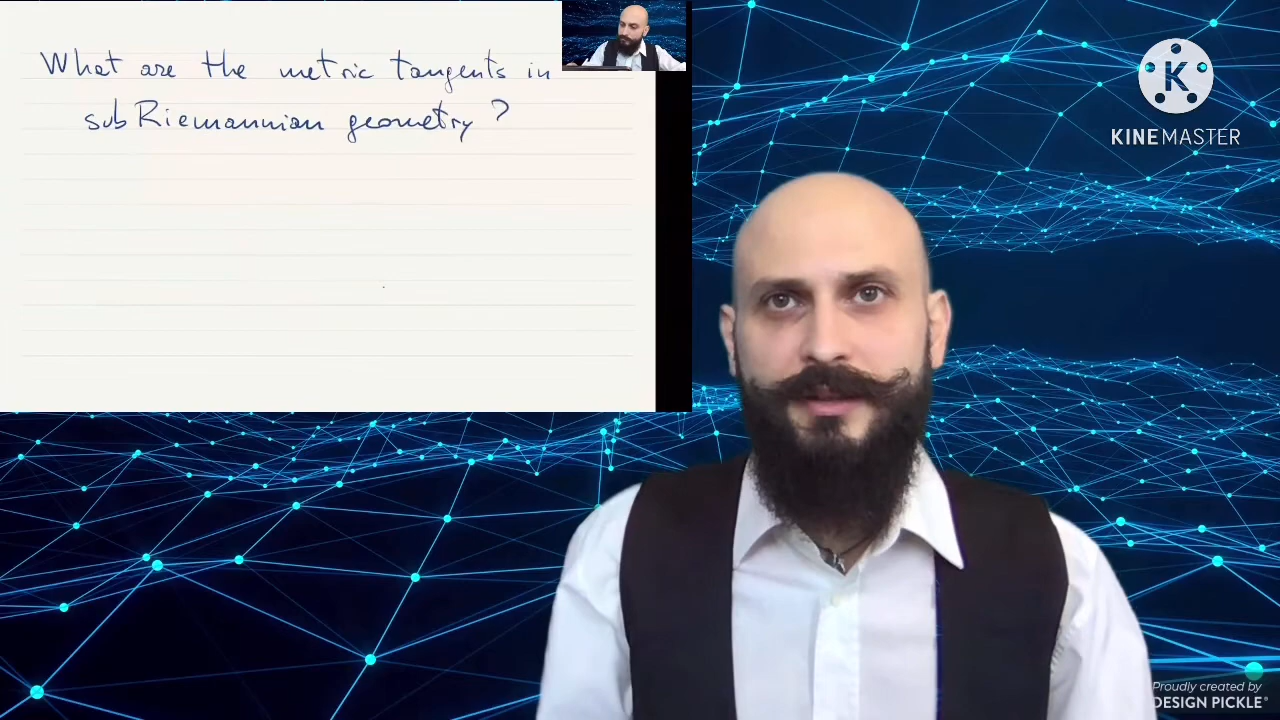 What are the metric tangents in
subRiemannian geometry?
K
KINEMASTER
Proudly created by
DESIGN PICKLE®